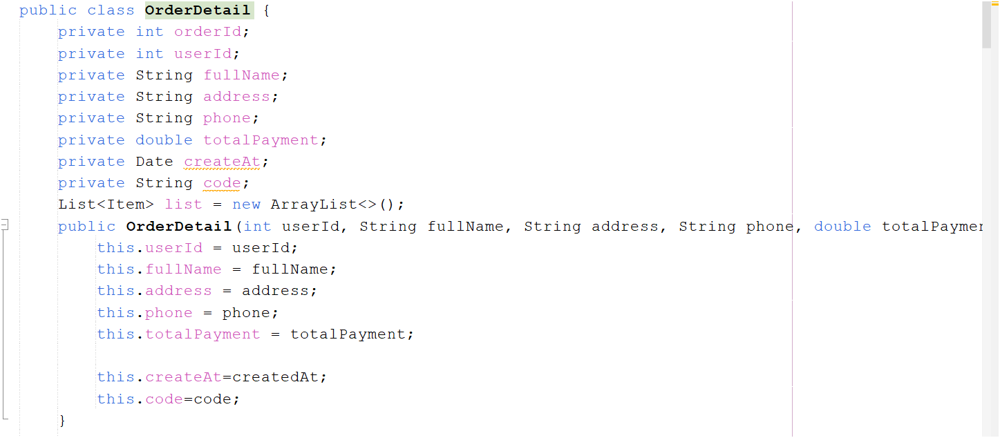 public class OrderDetail {
private int orderId;
private int userId;
private String fullName;
private String address;
private String phone;
private double totalPayment;
private Date createAt;
private String code;
List<Item> list = new ArrayList<>();
public OrderDetail(int userId, String fullName, String address, String phone, double
this.userId = userId;
this.fullName = fullName;
this.address = address;
this.phone = phone;
this.totalPayment = totalPayment;
this.createAt=createdAt;
this.code=code;
}